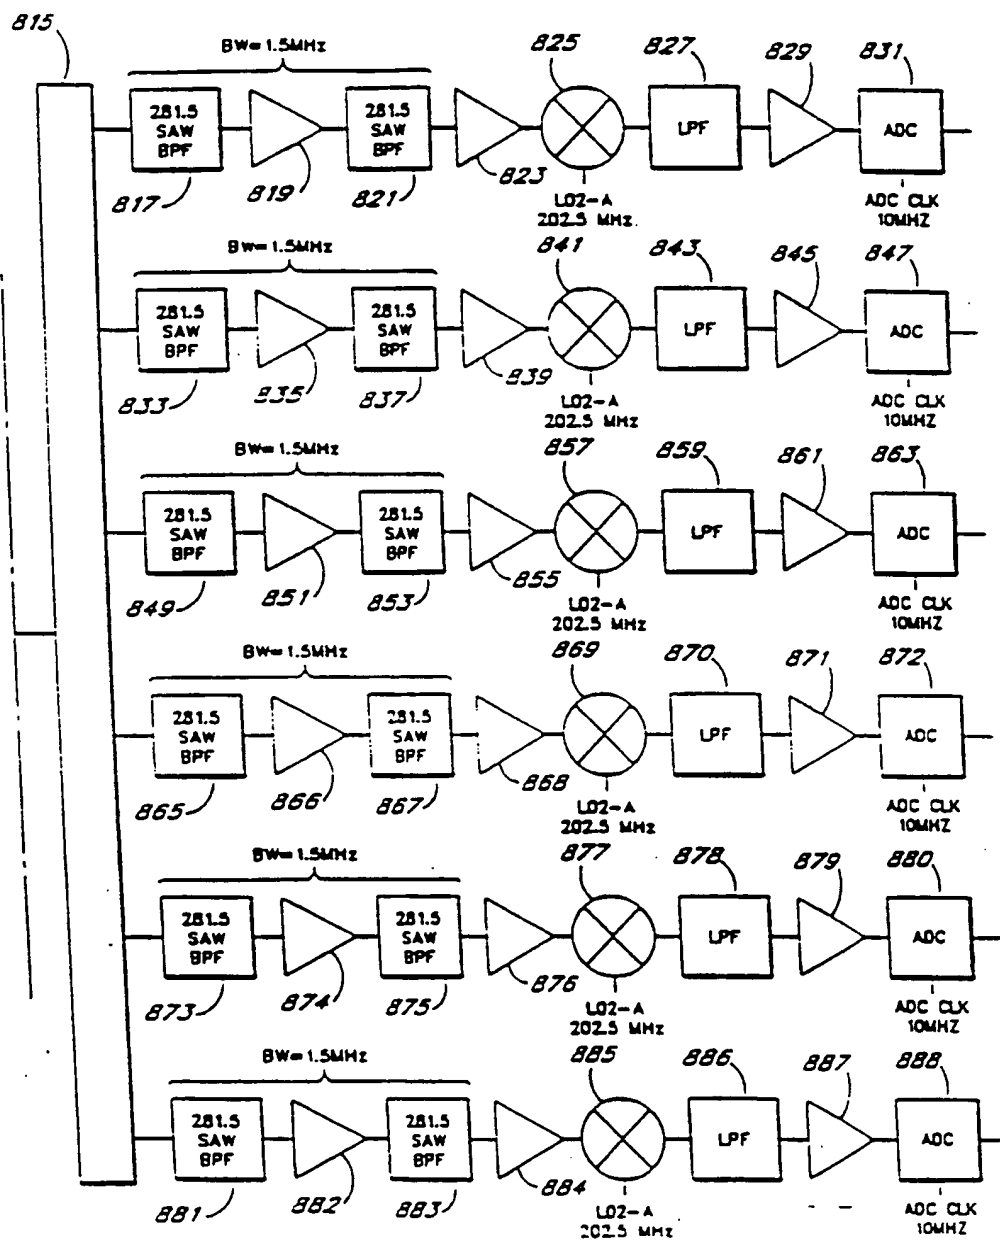 815
BW=1.5MHz
825
827
829
831
281.5
SAW
BPF
281.5
SAW
BPF
LPF
ADC
817
819
821
823
LO2-A
202.5 MHz
ADC CLK
10MHZ
BW=1.5MHz
841
843
845
847
281.5
SAW
BPF
281.5
SAW
BPF
LPF
ADC
833
835
837
839
LO2-A
202.5 MHz
ADC CLK
10MHZ
BW=1.5MHz
857
859
861
863
281.5
SAW
BPF
281.5
SAW
BPF
LPF
ADC
849
851
853
855
LO2-A
202.5 MHz
ADC CLK
10MHZ
BW=1.5MHz
869
870
871
872
281.5
SAW
BPF
281.5
SAW
BPF
LPF
ADC
865
866
867
868
LO2-A
202.5 MHz
ADC CLK
10MHZ
BW=1.5MHz
877
878
879
880
281.5
SAW
BPF
281.5
SAW
BPF
LPF
ADC
873
874
875
876
LO2-A
202.5 MHz
ADC CLK
10MHZ
BW=1.5MHz
885
886
887
888
281.5
SAW
BPF
281.5
SAW
BPF
LPF
ADC
881
882
883
884
LO2-A
202.5 MHz
ADC CLK
10MHZ